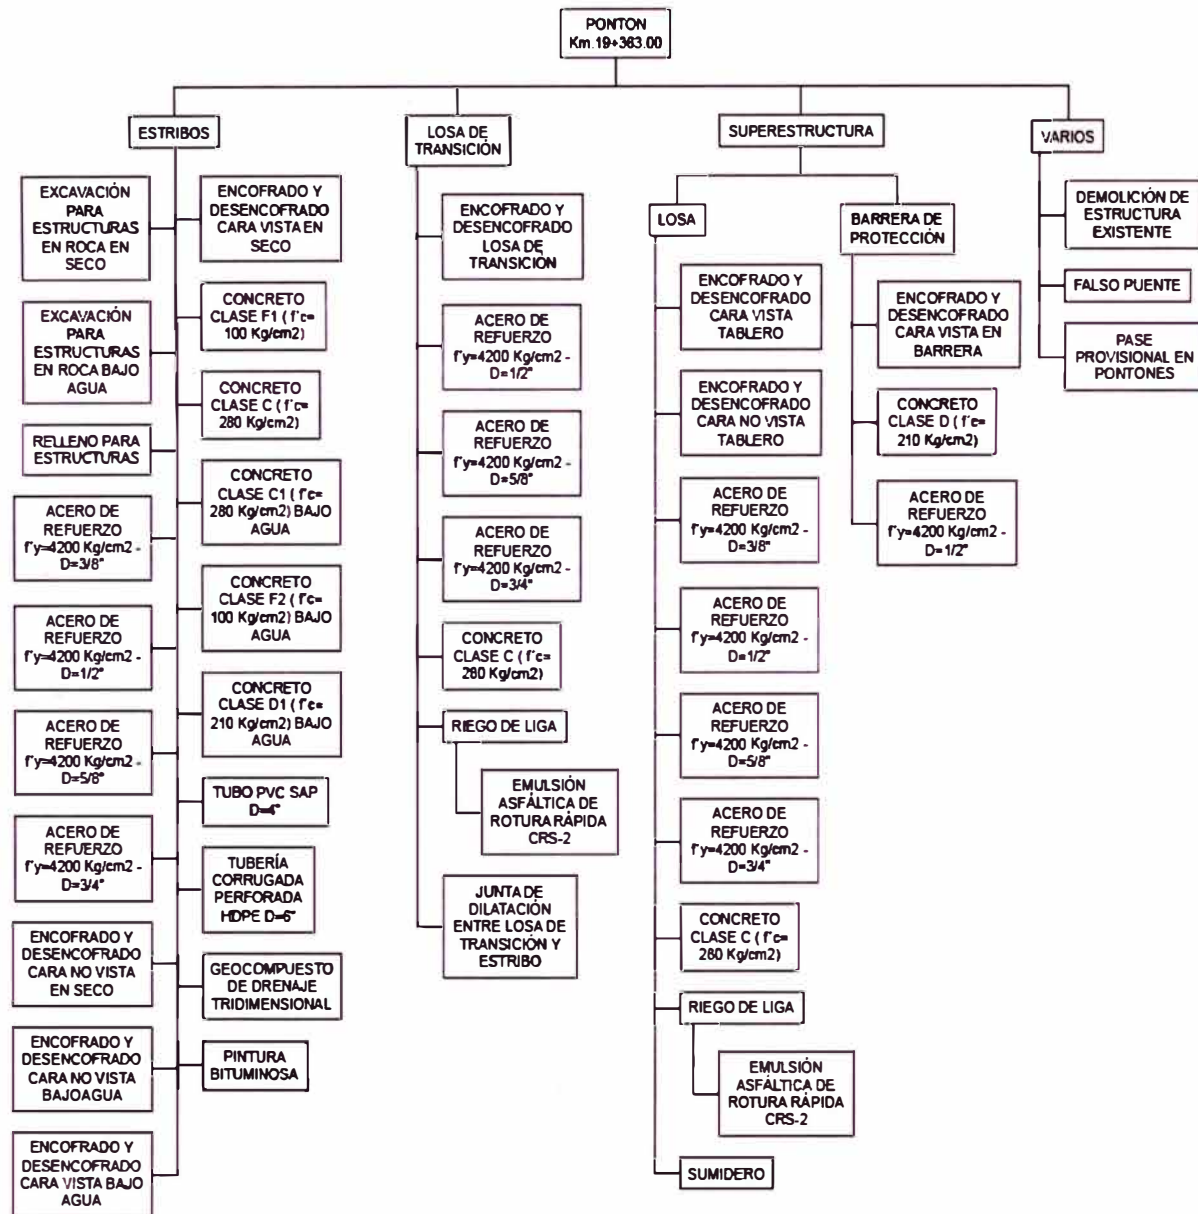 PONTON
Km.19+363.00
ESTRIBOS
EXCAVACIÓN
PARA
ESTRUCTURAS
EN ROCA EN
SECO
EXCAVACIÓN
PARA
ESTRUCTURAS
EN ROCA BAJO
AGUA
RELLENO PARA
ESTRUCTURAS
ACERO DE
REFUERZO
f'y=4200 Kg/cm2 -
D=3/8"
ACERO DE
REFUERZO
f'y=4200 Kg/cm2 -
D=1/2"
ACERO DE
REFUERZO
f'y=4200 Kg/cm2 -
D=5/8"
ACERO DE
REFUERZO
f'y=4200 Kg/cm2 -
D=3/4"
ENCOFRADO Y
DESENCOFRADO
CARA NO VISTA
EN SECO
ENCOFRADO Y
DESENCOFRADO
CARA NO VISTA
BAJOAGUA
ENCOFRADO Y
DESENCOFRADO
CARA VISTA BAJO
AGUA
ENCOFRADO Y
DESENCOFRADO
CARA VISTA EN
SECO
CONCRETO
CLASE F1 ( f'c=
100 Kg/cm2)
CONCRETO
CLASE C ( f'c=
280 Kg/cm2)
CONCRETO
CLASE C1 ( f'c=
280 Kg/cm2) BAJO
AGUA
CONCRETO
CLASE F2 ( f'c=
100 Kg/cm2) BAJO
AGUA
CONCRETO
CLASE D1 ( f'c=
210 Kg/cm2) BAJO
AGUA
TUBO PVC SAP
D=4"
TUBERÍA
CORRUGADA
PERFORADA
HDPE D=6"
GEOCOMPUESTO
DE DRENAJE
TRIDIMENSIONAL
PINTURA
BITUMINOSA
LOSA DE
TRANSICIÓN
ENCOFRADO Y
DESENCOFRADO
LOSA DE
TRANSICIÓN
ACERO DE
REFUERZO
f'y=4200 Kg/cm2 -
D=1/2"
ACERO DE
REFUERZO
f'y=4200 Kg/cm2 -
D=5/8"
ACERO DE
REFUERZO
f'y=4200 Kg/cm2 -
D=3/4"
CONCRETO
CLASE C ( f'c=
280 Kg/cm2)
RIEGO DE LIGA
EMULSIÓN
ASFÁLTICA DE
ROTURA RÁPIDA
CRS-2
JUNTA DE
DILATACIÓN
ENTRE LOSA DE
TRANSICIÓN Y
ESTRIBO
SUPERESTRUCTURA
LOSA
ENCOFRADO Y
DESENCOFRADO
CARA VISTA
TABLERO
ENCOFRADO Y
DESENCOFRADO
CARA NO VISTA
TABLERO
ACERO DE
REFUERZO
f'y=4200 Kg/cm2 -
D=3/8"
ACERO DE
REFUERZO
f'y=4200 Kg/cm2 -
D=1/2"
ACERO DE
REFUERZO
f'y=4200 Kg/cm2 -
D=5/8"
ACERO DE
REFUERZO
f'y=4200 Kg/cm2 -
D=3/4"
CONCRETO
CLASE C ( f'c=
280 Kg/cm2)
RIEGO DE LIGA
EMULSIÓN
ASFÁLTICA DE
ROTURA RÁPIDA
CRS-2
SUMIDERO
BARRERA DE
PROTECCIÓN
ENCOFRADO Y
DESENCOFRADO
CARA VISTA EN
BARRERA
CONCRETO
CLASE D ( f'c=
210 Kg/cm2)
ACERO DE
REFUERZO
f'y=4200 Kg/cm2 -
D=1/2"
VARIOS
DEMOLICIÓN DE
ESTRUCTURA
EXISTENTE
FALSO PUENTE
PASE
PROVISIONAL EN
PONTONES